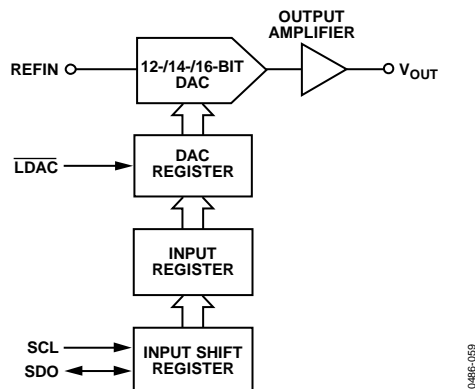 OUTPUT
AMPLIFIER
REFIN
12-/14-/16-BIT
DAC
VOUT
LDAC
DAC
REGISTER
INPUT
REGISTER
SCL
SDO
INPUT SHIFT
REGISTER
0486-059